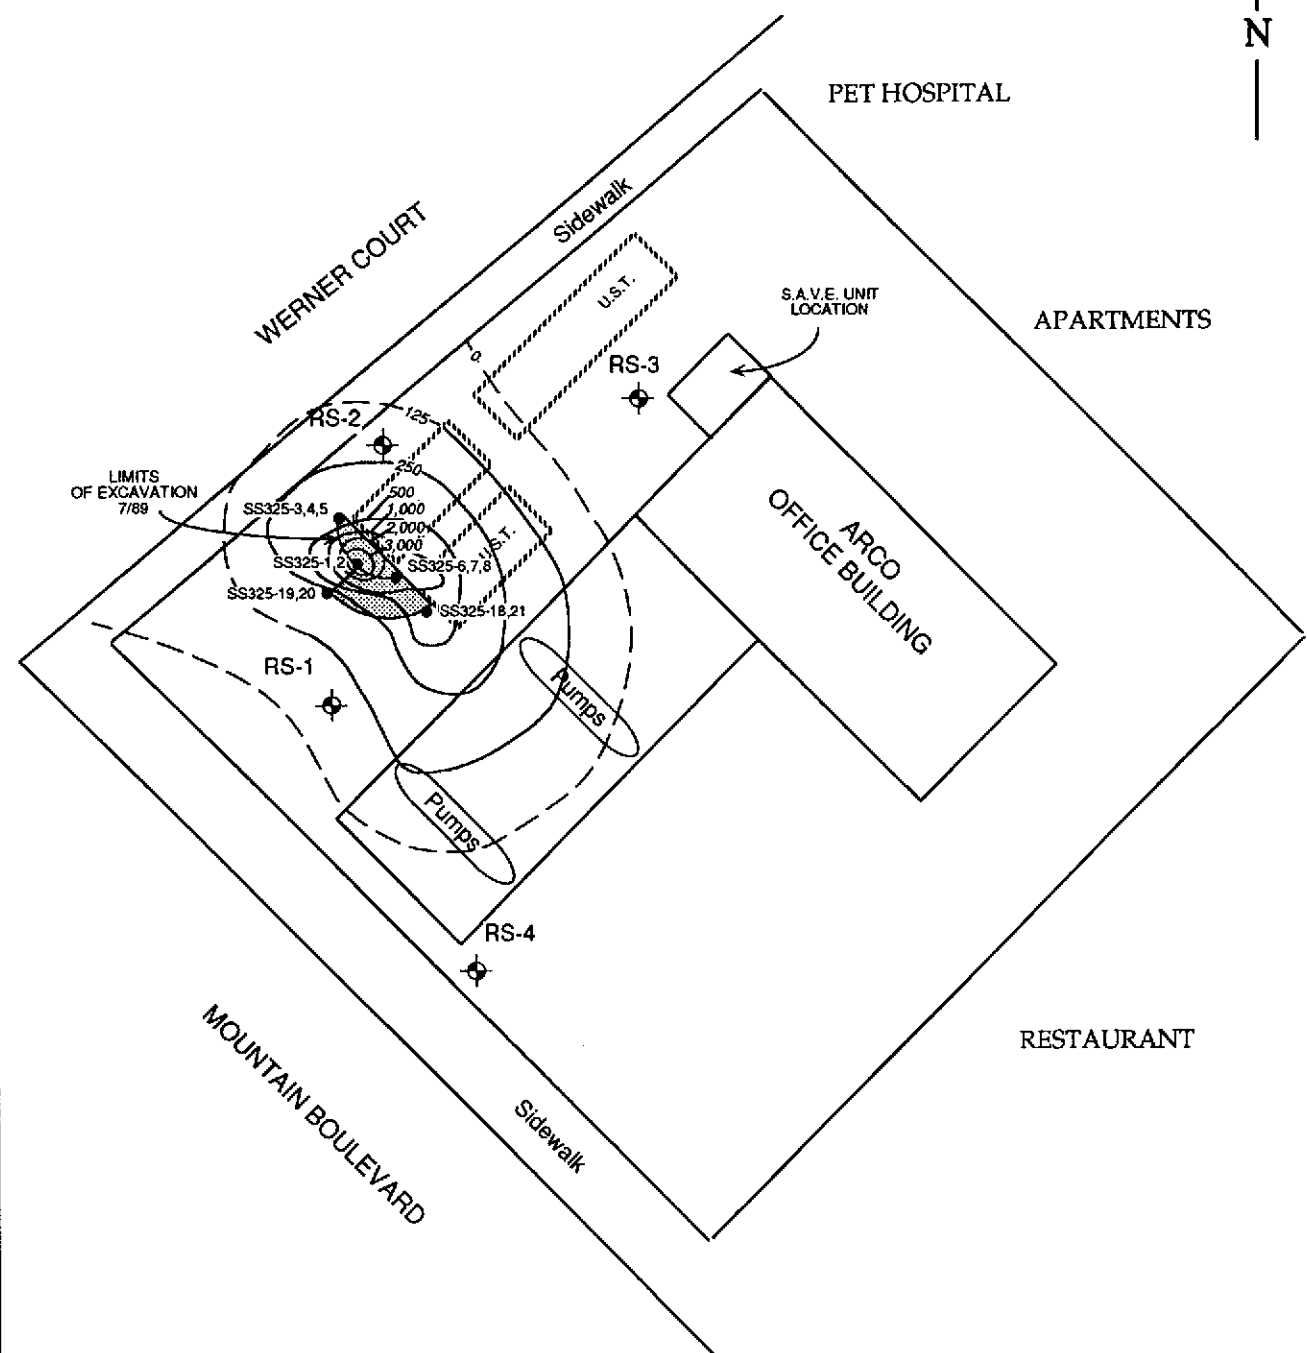 N
PET HOSPITAL
Sidewalk
WERNER COURT
U.S.T.
S.A.V.E. UNIT
LOCATION
APARTMENTS
0
RS-3
125
RS-2
250
LIMITS
OF EXCAVATION
7/89
500
SS325-3,4,5
1,000
2,000
3,000
U.S.T.
SS325-1,2
SS325-6,7,8
SS325-19,20
SS325-18,21
ARCO
OFFICE BUILDING
RS-1
Pumps
Pumps
RS-4
MOUNTAIN BOULEVARD
RESTAURANT
Sidewalk